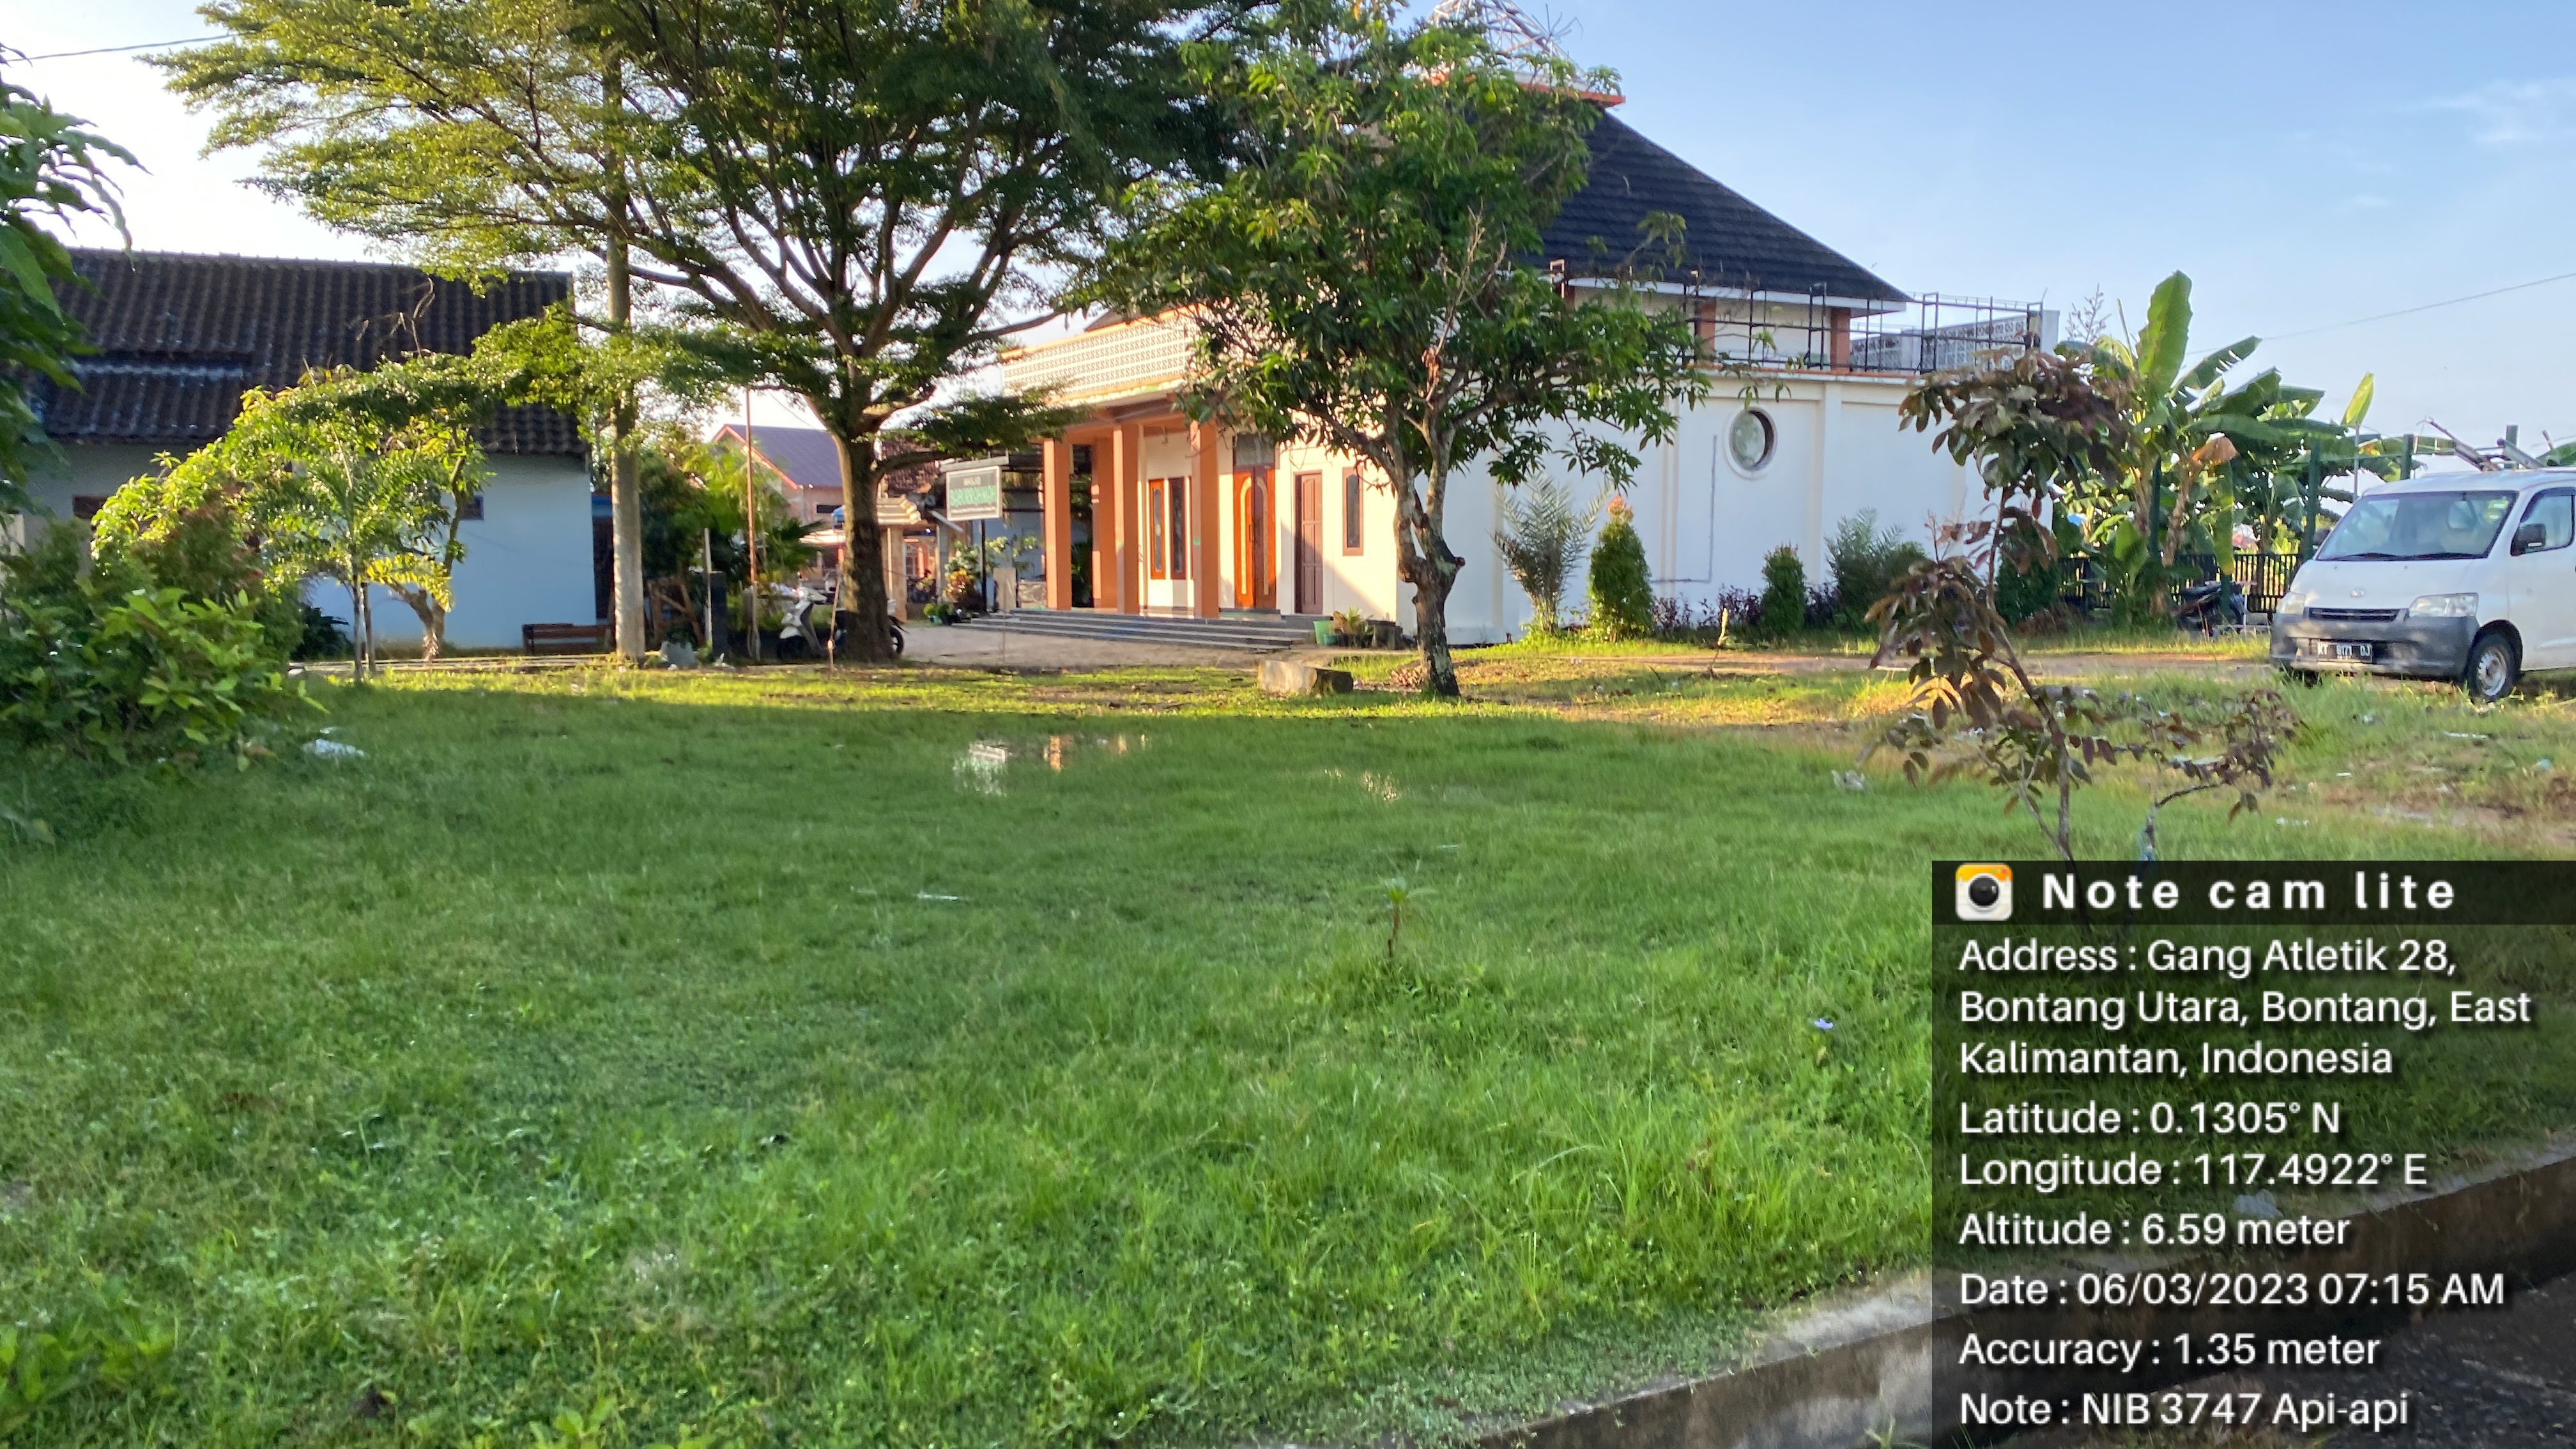 MASJID
Note cam lite
Address : Gang Atletik 28,
Bontang Utara, Bontang, East
Kalimantan, Indonesia
Latitude : 0.1305° N
Longitude : 117.4922° E
Altitude : 6.59 meter
Date : 06/03/2023 07:15 AM
Accuracy : 1.35 meter
Note : NIB 3747 Api-api